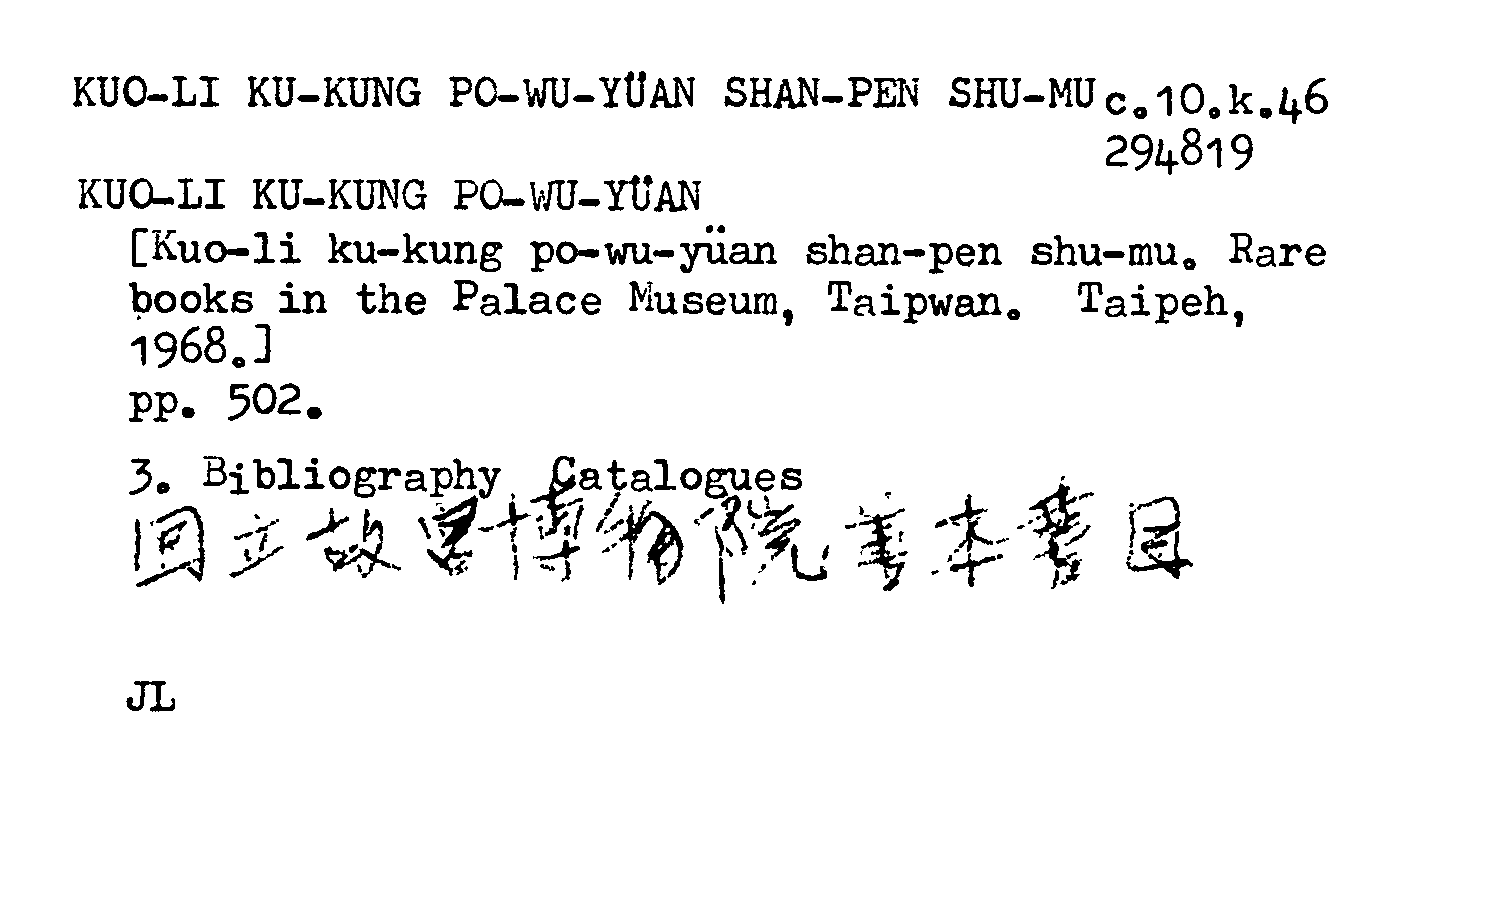 KUO-LI KU-KUNG PO-WU-YÜAN SHAN-PEN SHU-MU c.10.k.46
294819
KUO-LI KU-KUNG PO-WU-YÜAN
[Kuo-li ku-kung po-wu-yüan shan-pen shu-mu. Rare
books in the Palace Museum, Taipwan. Taipeh,
1968.]
pp. 502.
3. Bibliography Catalogues
国立故宮博物院善本書目
JL